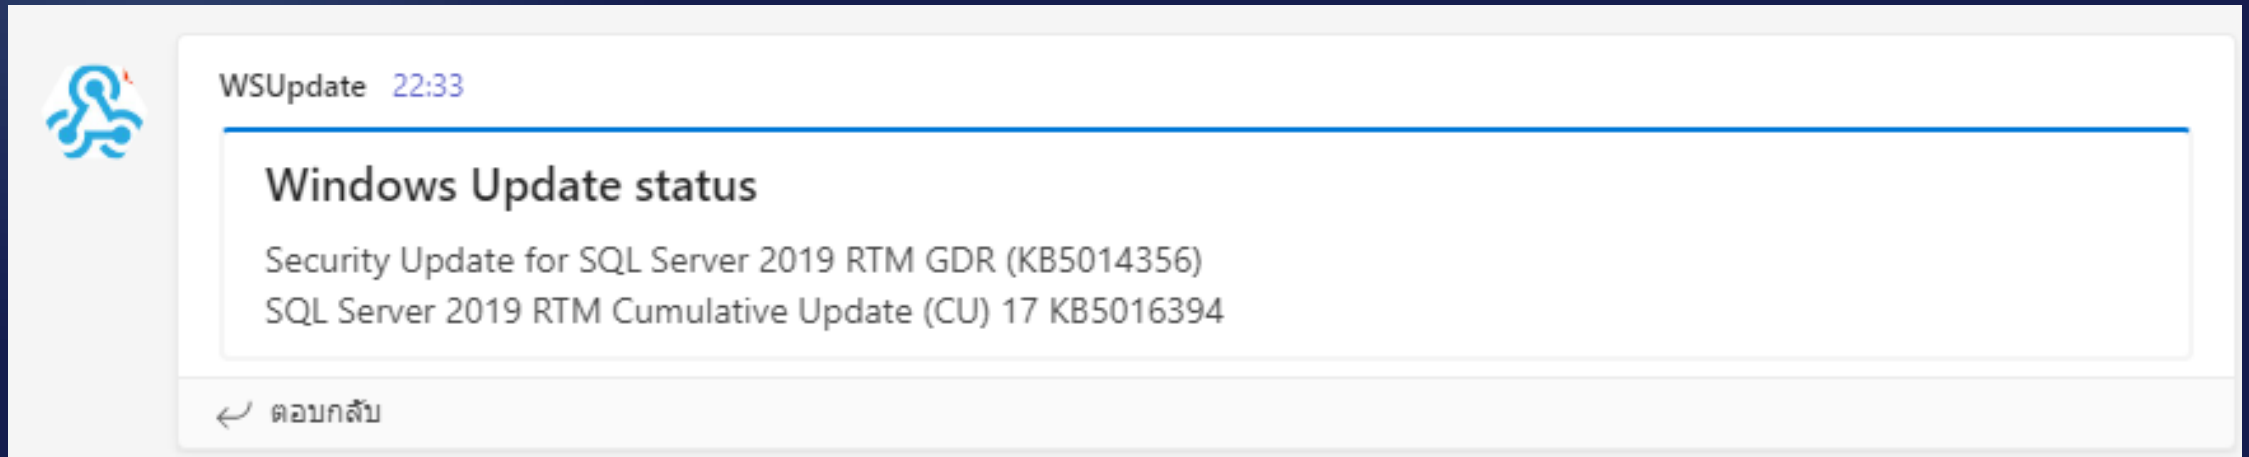 WSUpdate 22:33
Windows Update status
Security Update for SQL Server 2019 RTM GDR (KB5014356)
SQL Server 2019 RTM Cumulative Update (CU) 17 KB5016394
ตอบกลับ